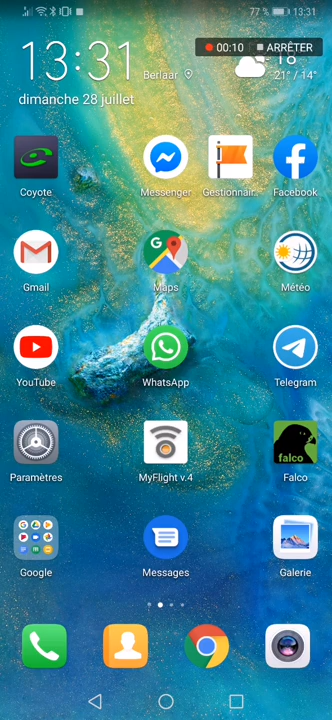 77 % 13:31
13:31
00:10 ARRÊTER
Berlaar
18°
21° / 14°
dimanche 28 juillet
Coyote
Messenger
Gestionnair..
Facebook
Gmail
Maps
Météo
YouTube
WhatsApp
Telegram
Paramètres
MyFlight v.4
falco
Falco
Google
Messages
Galerie